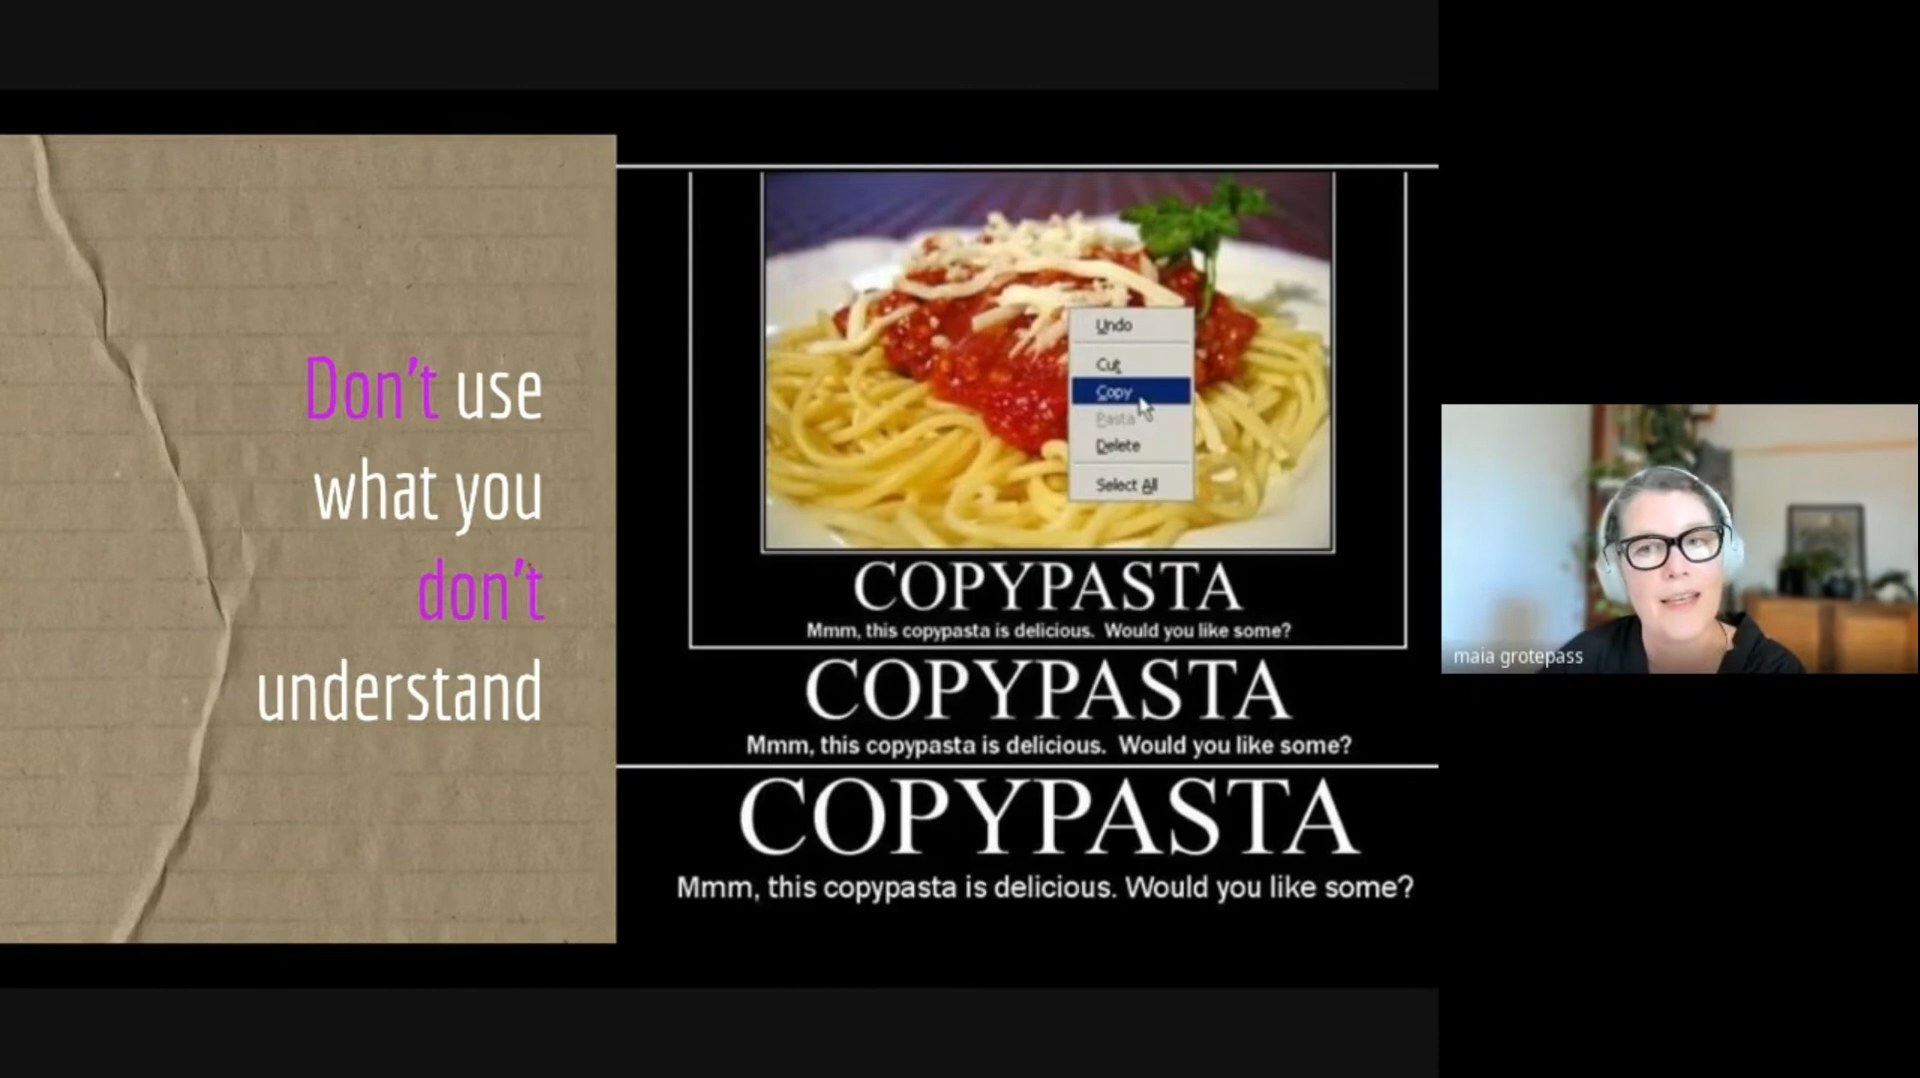 Don't use
what you
don't
understand
Undo
Cut
Copy
Pasta
Delete
Select All
COPYPASTA
Mmm, this copypasta is delicious. Would you like some?
COPYPASTA
Mmm, this copypasta is delicious. Would you like some?
COPYPASTA
Mmm, this copypasta is delicious. Would you like some?
maia grotepass